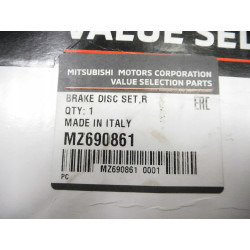 VALUE SELE
MITSUBISHI MOTORS CORPORATION
VALUE SELECTION PARTS
BRAKE DISC SET,R
EAC
QTY: 1
MADE IN ITALY
MZ690861
MZ690861 0001
PC